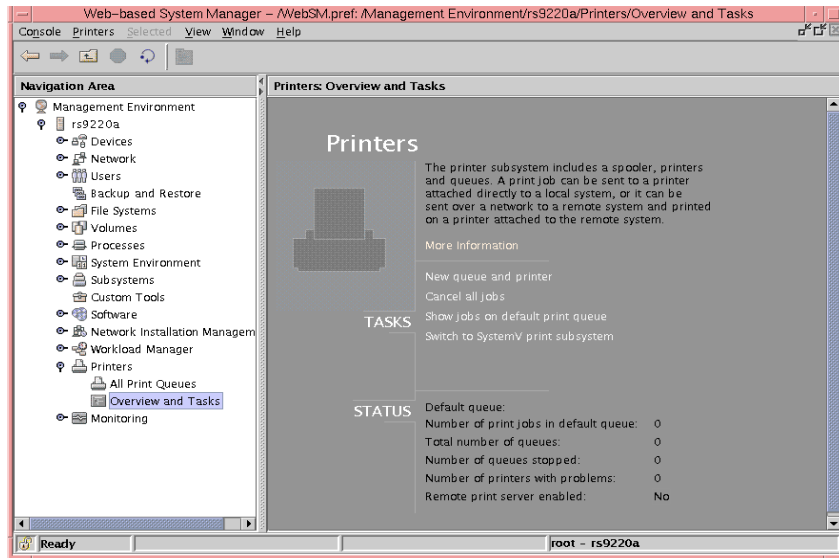 Web-based System Manager - /WebSM.pref: /Management Environment/rs9220a/Printers/Overview and Tasks
Console Printers Selected View Window Help
Navigation Area
Management Environment
rs9220a
Devices
Network
Users
Backup and Restore
File Systems
Volumes
Processes
System Environment
Subsystems
Custom Tools
Software
Network Installation Managem
Workload Manager
Printers
All Print Queues
Overview and Tasks
Monitoring
Printers: Overview and Tasks
Printers
The printer subsystem includes a spooler, printers
and queues. A print job can be sent to a printer
attached directly to a local system, or it can be
sent over a network to a remote system and printed
on a printer attached to the remote system.
More Information
TASKS
New queue and printer
Cancel all jobs
Show jobs on default print queue
Switch to SystemV print subsystem
STATUS
Default queue:
Number of print jobs in default queue: 0
Total number of queues: 0
Number of queues stopped: 0
Number of printers with problems: 0
Remote print server enabled: No
Ready
root - rs9220a